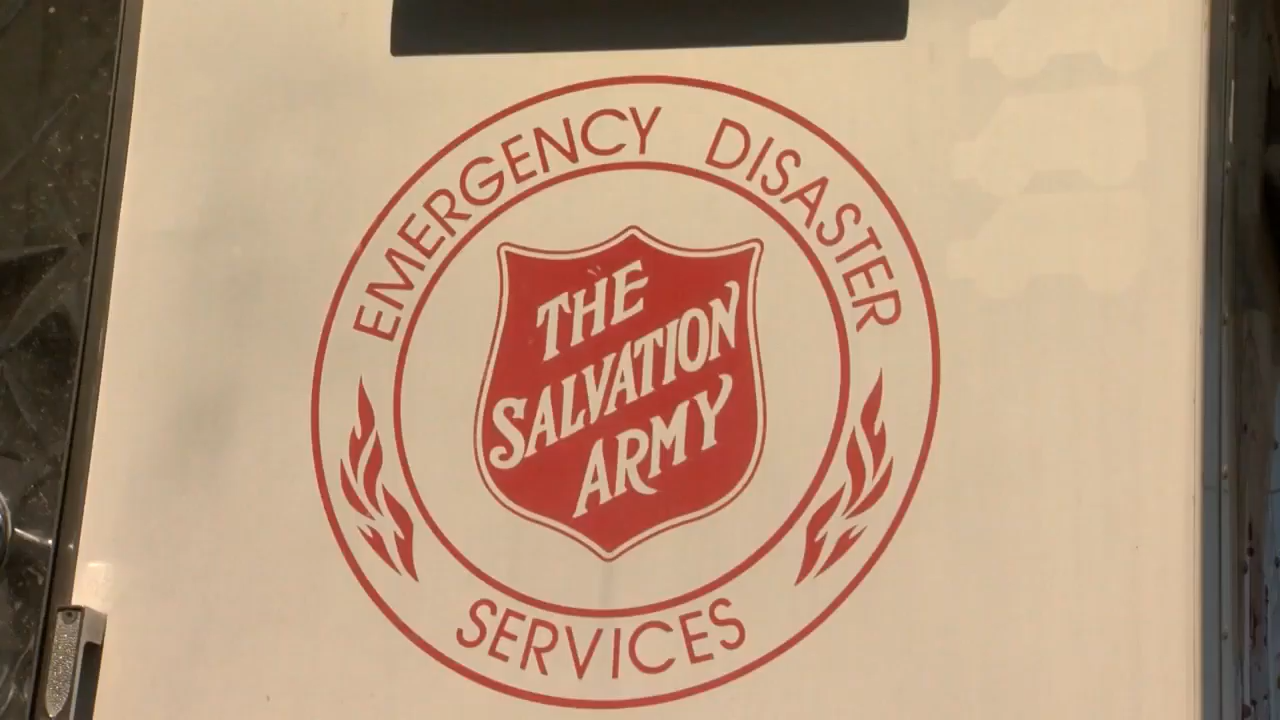 EMERGENCY DISASTER
THE
SALVATION
ARMY
SERVICES